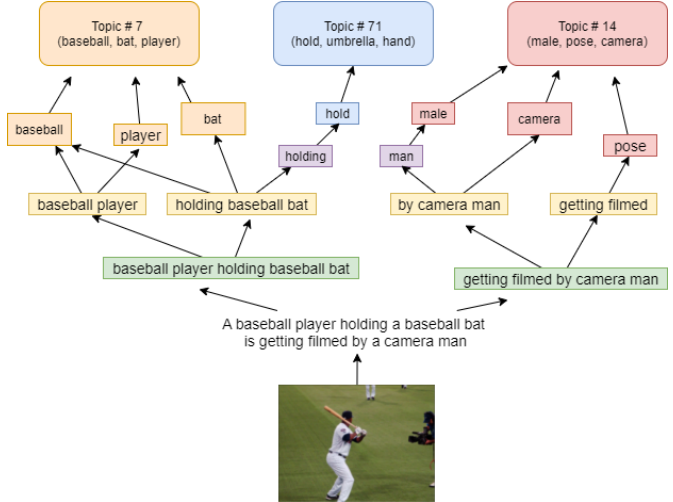 Topic # 7
(baseball, bat, player)
Topic # 71
(hold, umbrella, hand)
Topic # 14
(male, pose, camera)
baseball
player
bat
hold
holding
male
man
camera
pose
baseball player
holding baseball bat
by camera man
getting filmed
baseball player holding baseball bat
getting filmed by camera man
A baseball player holding a baseball bat
is getting filmed by a camera man